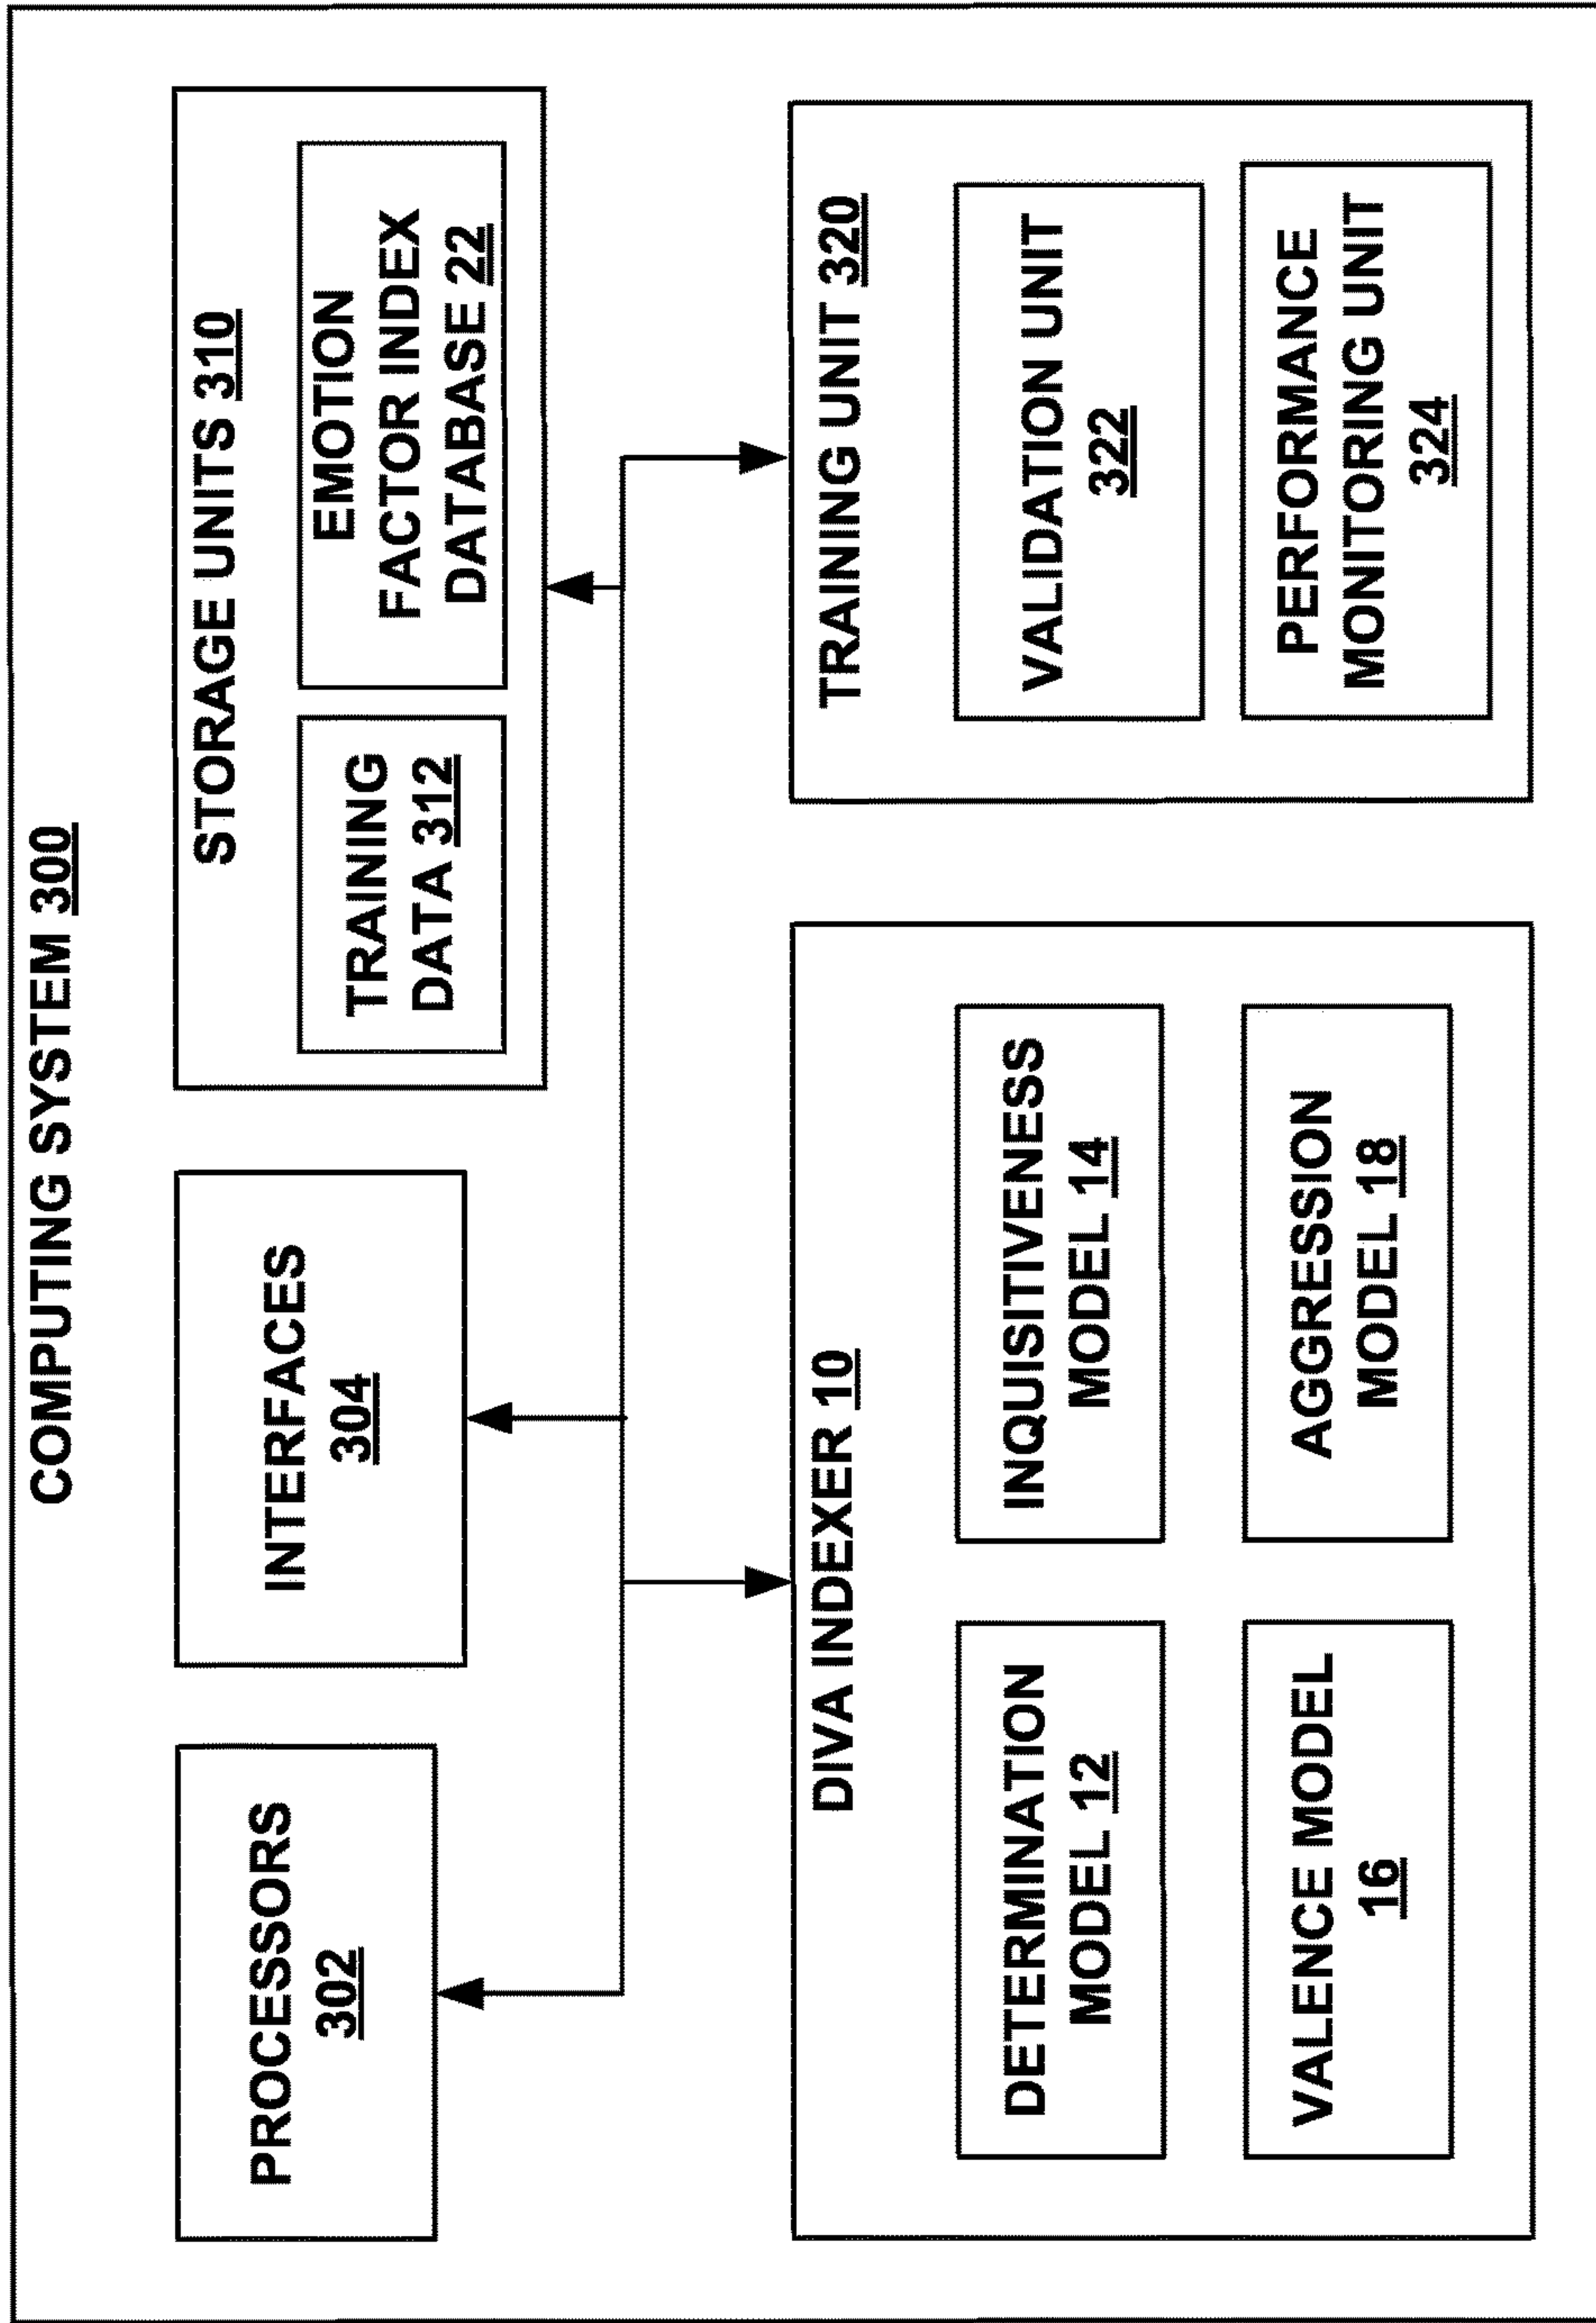 COMPUTING SYSTEM 300
PROCESSORS
302
INTERFACES
304
STORAGE UNITS 310
TRAINING
DATA 312
EMOTION
FACTOR INDEX
DATABASE 22
DIVA INDEXER 10
DETERMINATION
MODEL 12
INQUISITIVENESS
MODEL 14
VALENCE MODEL
16
AGGRESSION
MODEL 18
TRAINING UNIT 320
VALIDATION UNIT
322
PERFORMANCE
MONITORING UNIT
324